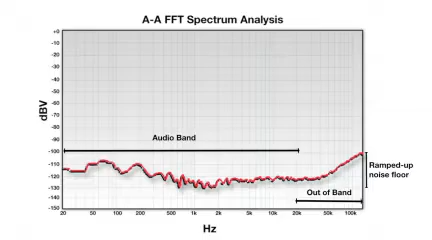 A-A FFT Spectrum Analysis
dBV
+0
-10
-20
-30
-40
-50
-60
-70
-80
-90
-100
-110
-120
-130
-140
-150
Audio Band
Ramped-up
noise floor
Out of Band
20 50 100 200 500 1k 2k 5k 10k 20k 50k 100k
Hz